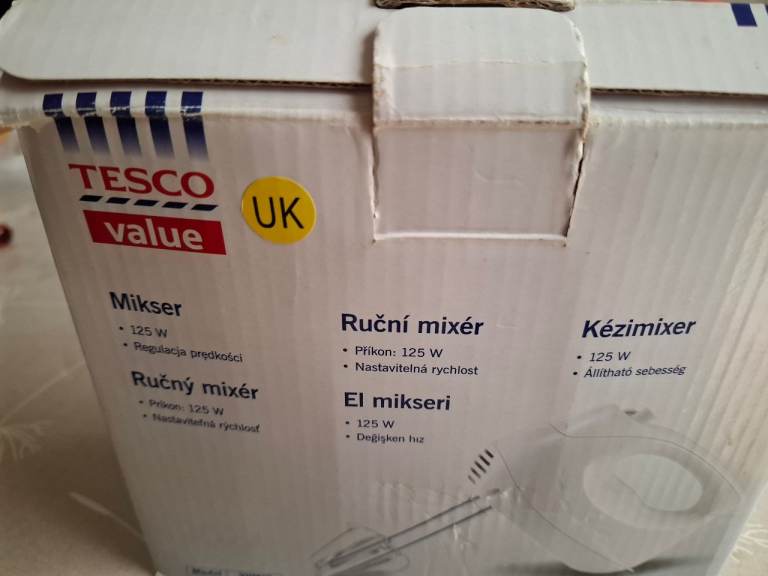 TESCO
value
UK
Mikser
• 125 W
• Regulacja prędkości
Ručný mixér
• Príkon: 125 W
• Nastaviteľná rýchlosť
Ruční mixér
• Příkon: 125 W
• Nastavitelná rychlost
El mikseri
• 125 W
• Değişken hız
Kézimixer
• 125 W
• Állítható sebesség